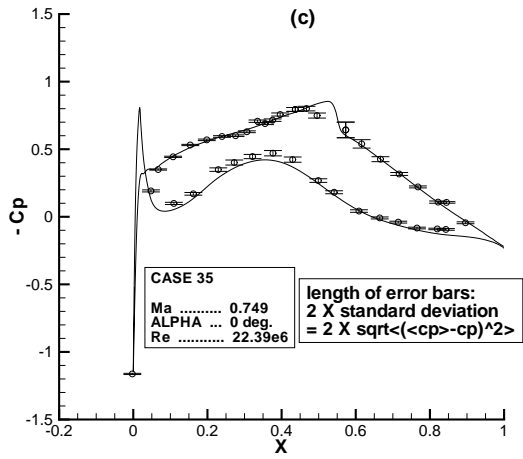 (c)
1.5
1
0.5
0
-0.5
-1
-1.5
- Cp
CASE 35
Ma .......... 0.749
ALPHA ... 0 deg.
Re ........... 22.39e6
length of error bars:
2 X standard deviation
= 2 X sqrt<(<cp>-cp)^2>
-0.2 0 0.2 0.4 0.6 0.8 1
X